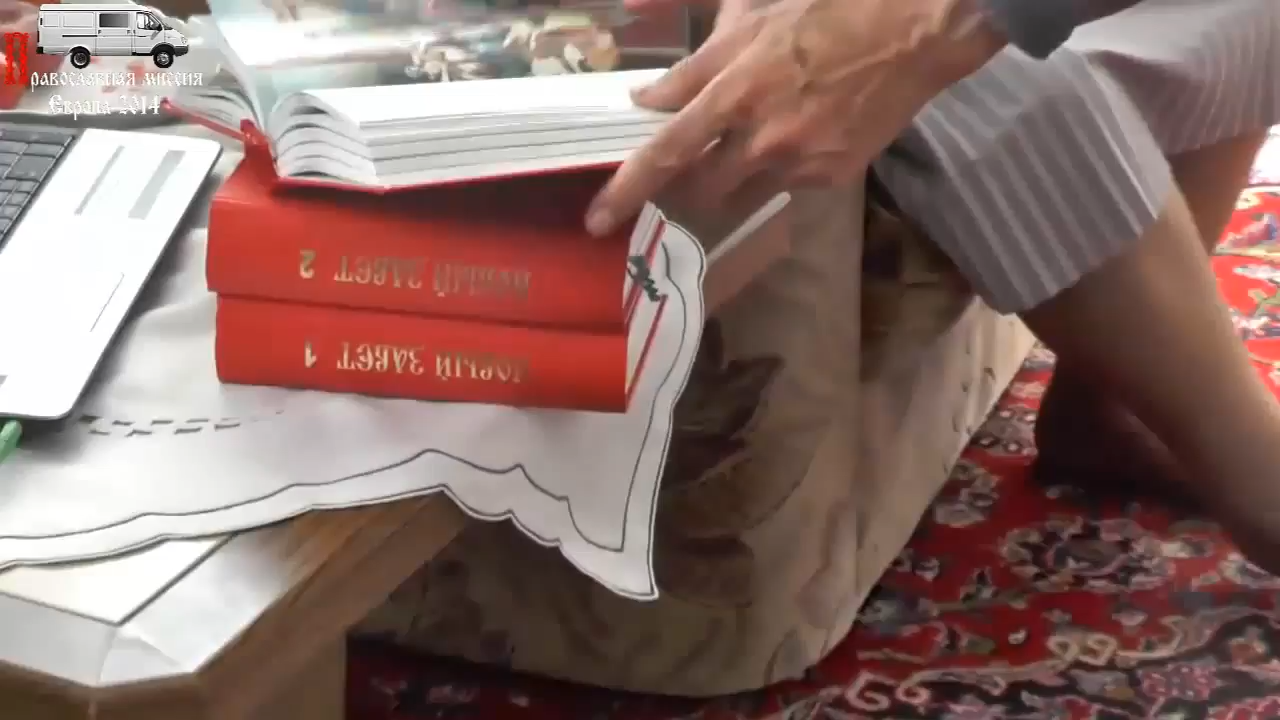 Православная миссия
Европа 2014
НОВЫЙ ЗАВЕТ 2
НОВЫЙ ЗАВЕТ 1